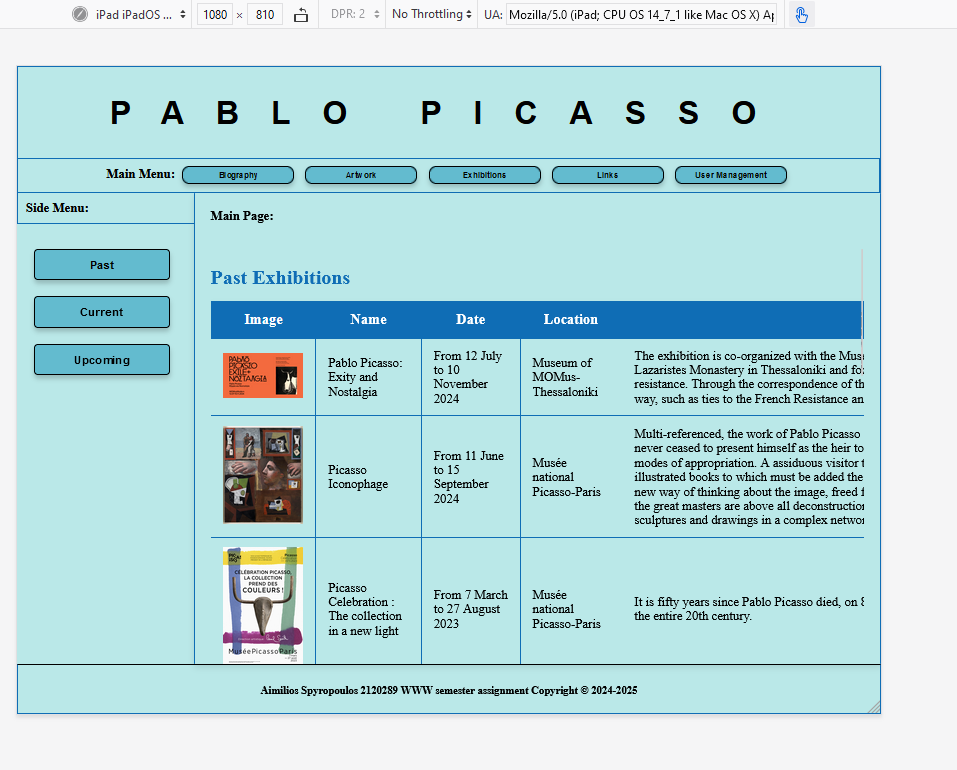 iPad iPadOS ... 1080 × 810 DPR: 2 No Throttling UA: Mozilla/5.0 (iPad; CPU OS 14_7_1 like Mac OS X) Ap
PABLO PICASSO
Main Menu: Biography Artwork Exhibitions Links User Management
Side Menu:
Past
Current
Upcoming
Main Page:
Past Exhibitions
Image Name Date Location
PABLO
PICASSO
EXILE +
NOSTALGIA
Pablo Picasso:
Exity and
Nostalgia
From 12 July
to 10
November
2024
Museum of
MOMus-
Thessaloniki
The exhibition is co-organized with the Mus
Lazaristes Monastery in Thessaloniki and fo
resistance. Through the correspondence of th
way, such as ties to the French Resistance an
Picasso
Iconophage
From 11 June
to 15
September
2024
Musée
national
Picasso-Paris
Multi-referenced, the work of Pablo Picasso
never ceased to present himself as the heir to
modes of appropriation. A assiduous visitor t
illustrated books to which must be added the
new way of thinking about the image, freed f
the great masters are above all deconstruction
sculptures and drawings in a complex networ
CÉLÉBRATION PICASSO,
LA COLLECTION
PREND DES
COULEURS !
MuséePicassoParis
Picasso
Celebration :
The collection
in a new light
From 7 March
to 27 August
2023
Musée
national
Picasso-Paris
It is fifty years since Pablo Picasso died, on 8
the entire 20th century.
Aimilios Spyropoulos 2120289 WWW semester assignment Copyright © 2024-2025